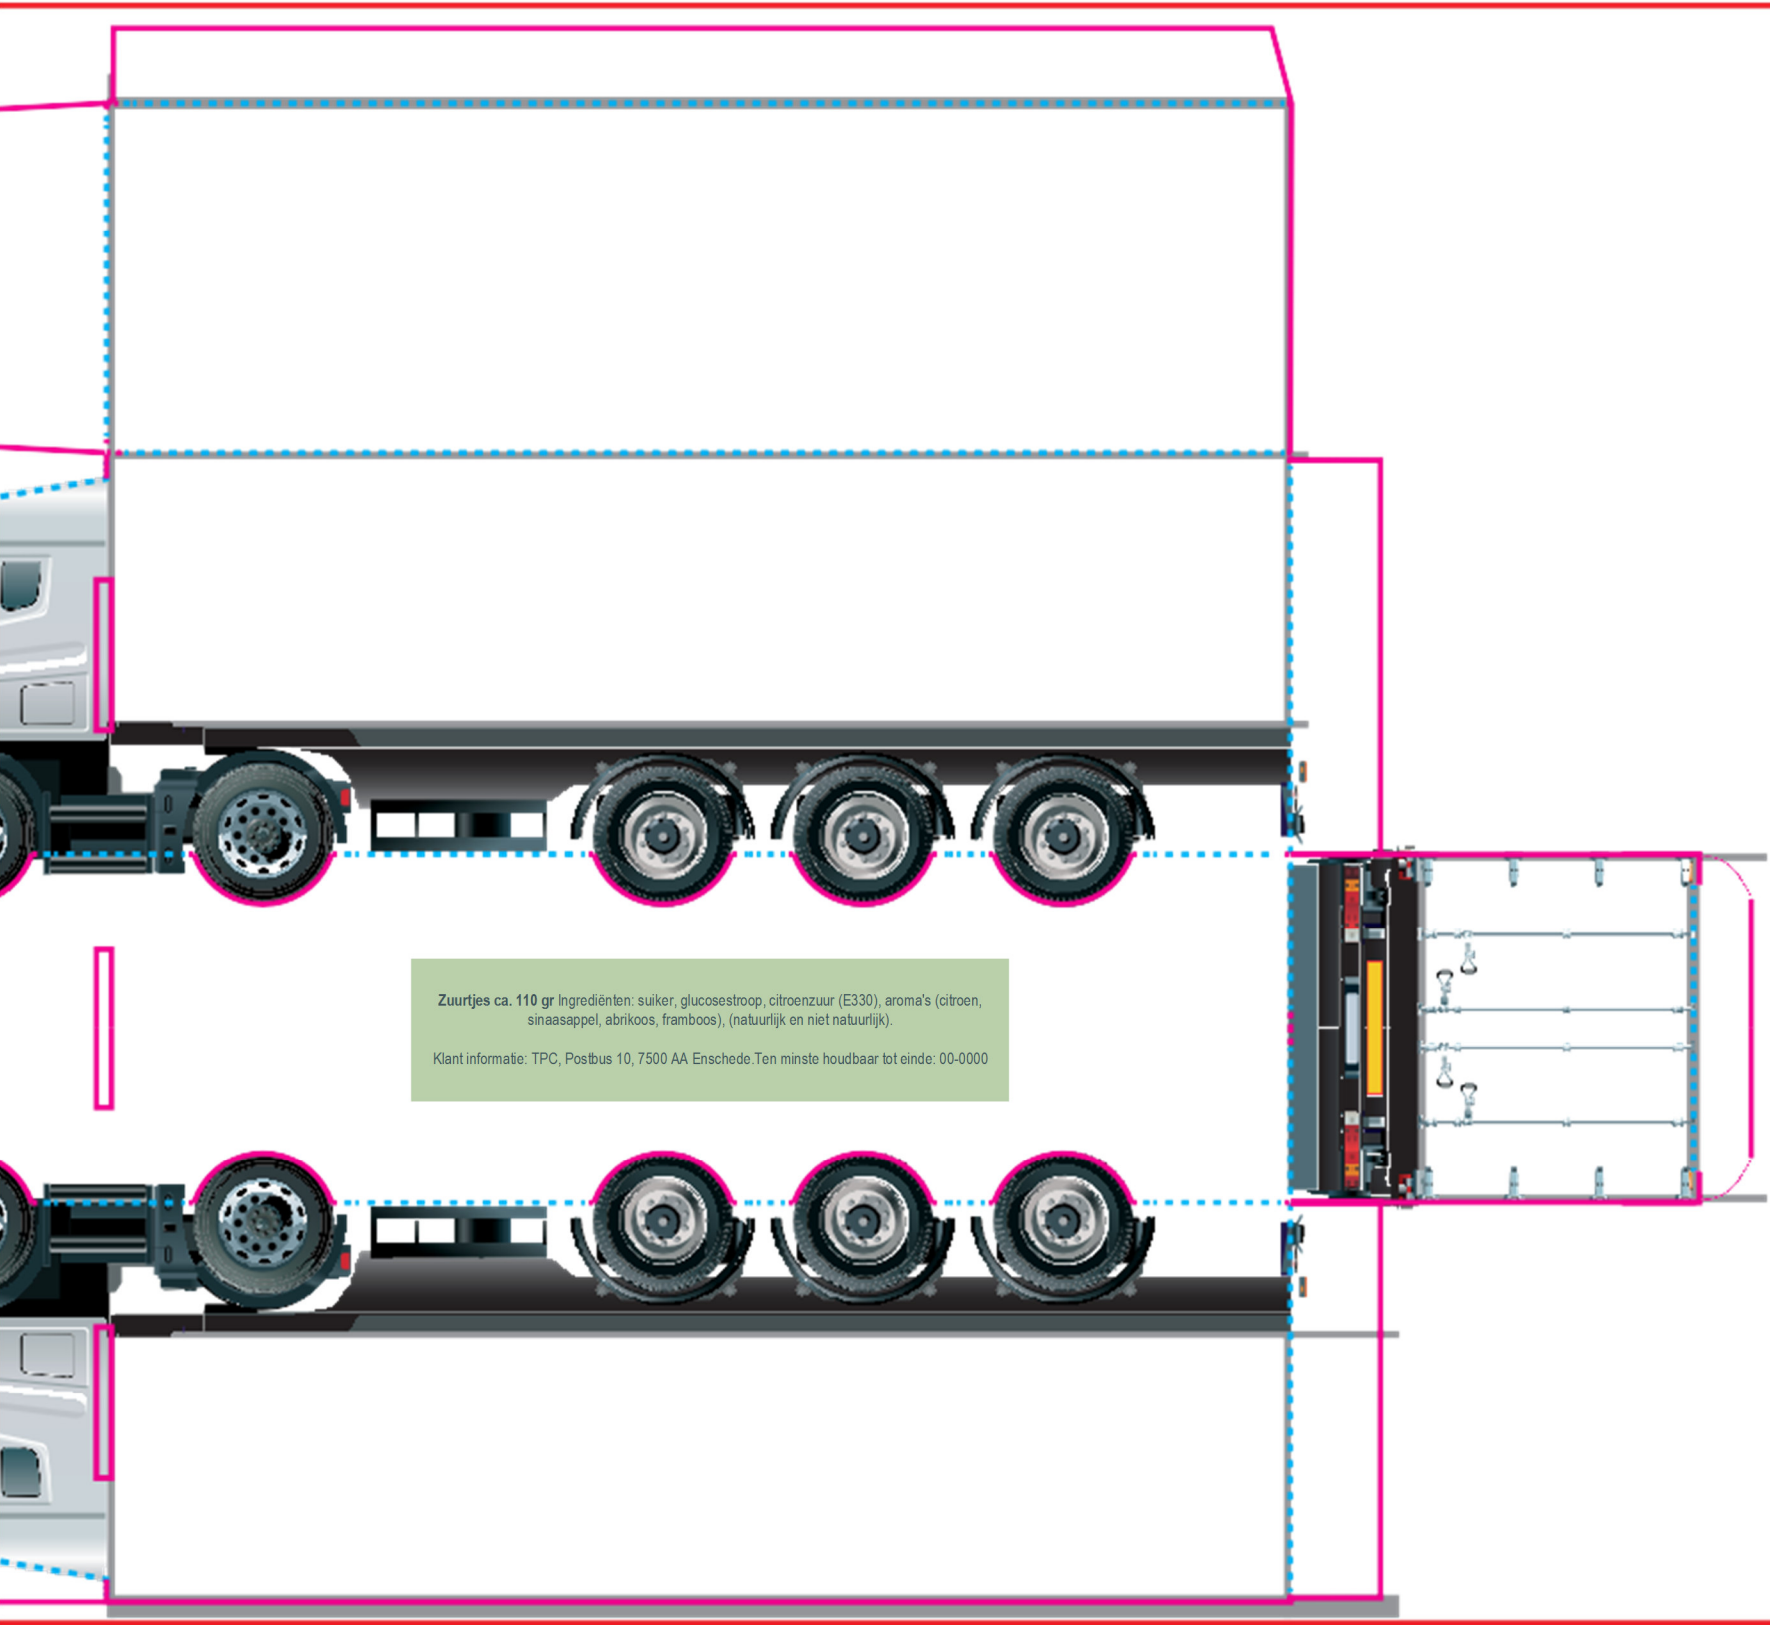 Zuurtjes ca. 110 gr Ingrediënten: suiker, glucosestroop, citroenzuur (E330), aroma's (citroen,
sinaasappel, abrikoos, framboos), (natuurlijk en niet natuurlijk).
Klant informatie: TPC, Postbus 10, 7500 AA Enschede.Ten minste houdbaar tot einde: 00-0000